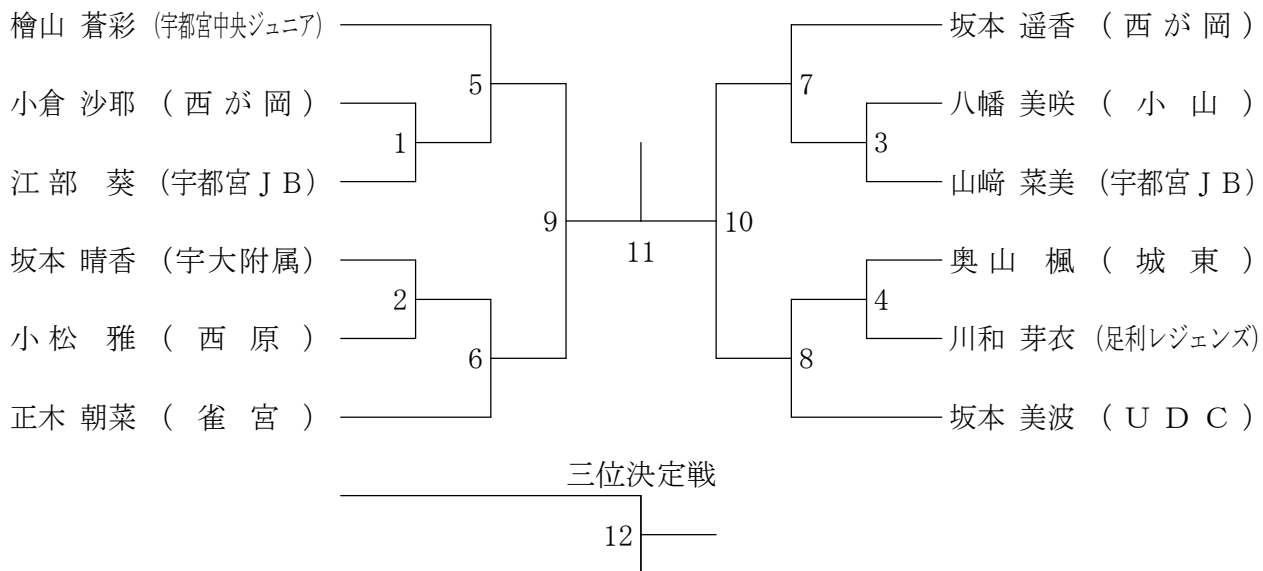 檜山 蒼彩 (宇都宮中央ジュニア)
小倉 沙耶 ( 西 が 岡 )
江 部 葵 (宇都宮ＪＢ)
坂本 晴香 (宇大附属)
小 松 雅 ( 西 原 )
正木 朝菜 ( 雀 宮 )
1
2
5
6
9
11
10
7
8
3
4
坂本 遥香 ( 西 が 岡 )
八幡 美咲 ( 小 山 )
山﨑 菜美 (宇都宮ＪＢ)
奥 山 楓 ( 城 東 )
川和 芽衣 (足利レジェンズ)
坂本 美波 ( Ｕ Ｄ Ｃ )
三位決定戦
12